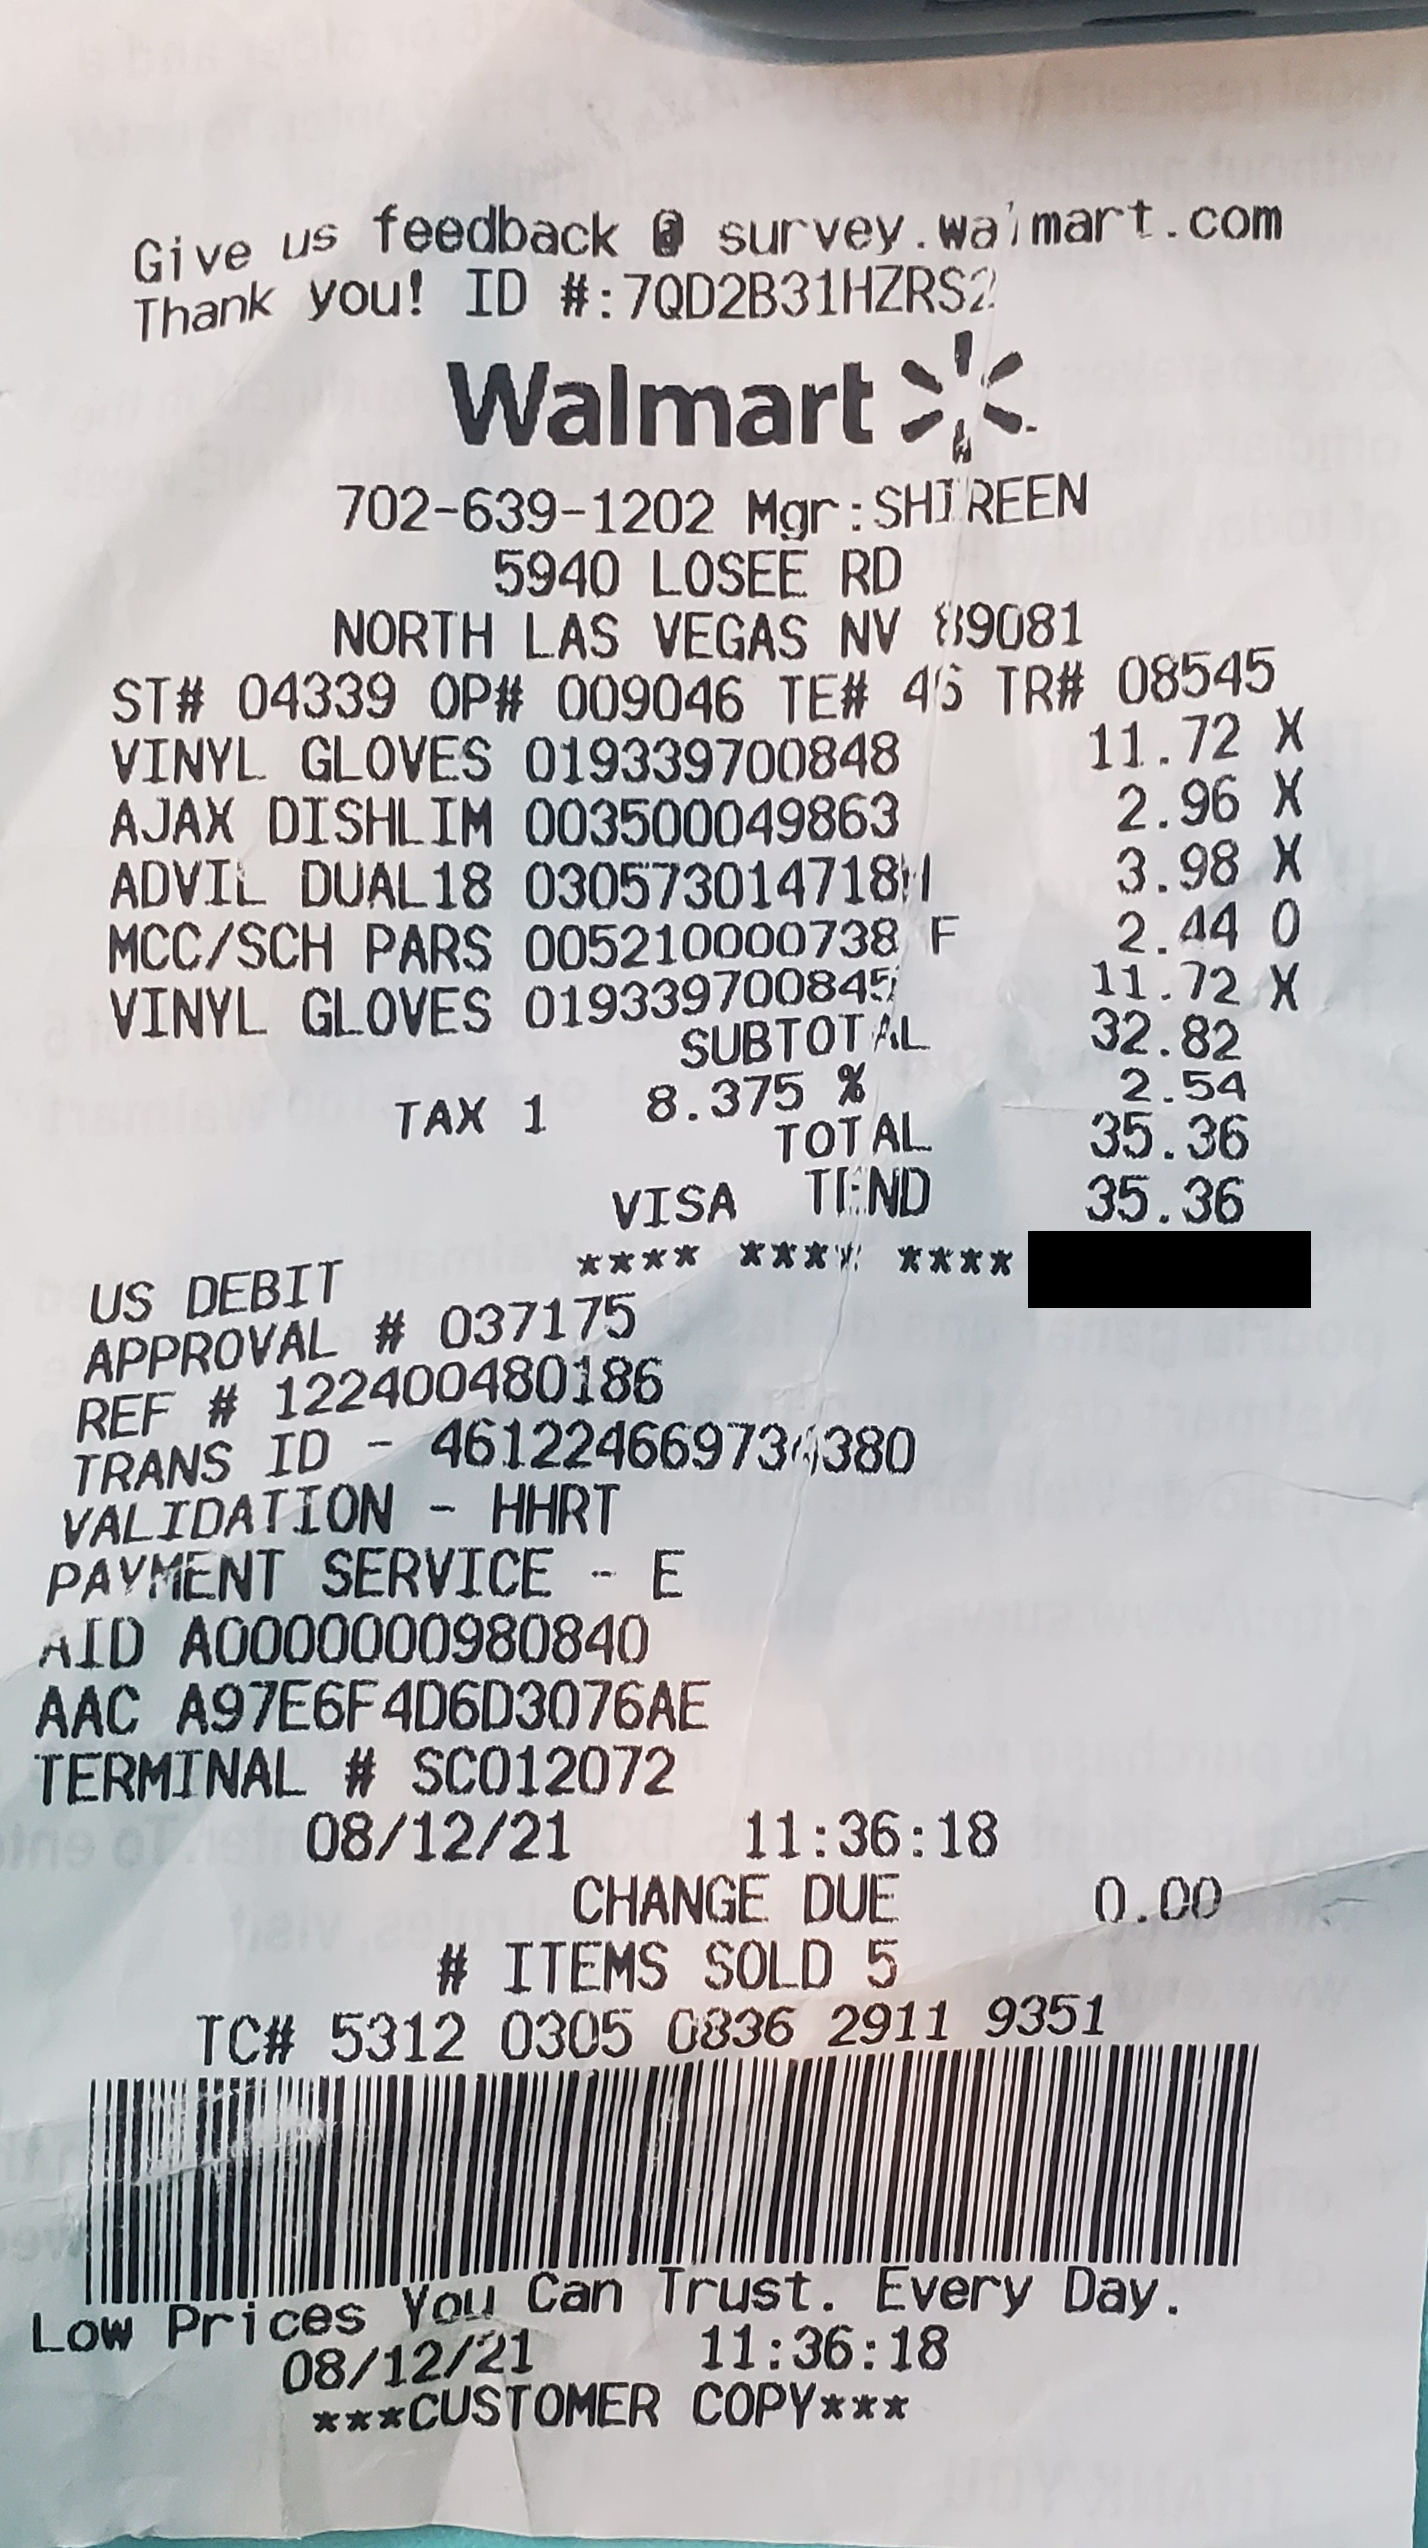 Give us feedback @ survey.walmart.com
Thank you! ID #:7QD2B31HZRS2
Walmart
702-639-1202 Mgr:SHIREEN
5940 LOSEE RD
NORTH LAS VEGAS NV 89081
ST# 04339 OP# 009046 TE# 46 TR# 08545
VINYL GLOVES 019339700848 11.72 X
AJAX DISHLIM 003500049863 2.96 X
ADVIL DUAL18 030573014718H 3.98 X
MCC/SCH PARS 005210000738 F 2.44 O
VINYL GLOVES 019339700845 11.72 X
SUBTOTAL 32.82
TAX 1 8.375 % 2.54
TOTAL 35.36
VISA TEND 35.36
US DEBIT **** **** ****
APPROVAL # 037175
REF # 122400480186
TRANS ID -
VALIDATION - HHRT
PAYMENT SERVICE - E
AID A0000000980840
AAC A97E6F4D6D3076AE
TERMINAL # SC012072
08/12/21 11:36:18
CHANGE DUE 0.00
# ITEMS SOLD 5
TC# 5312 0305 0836 2911 9351
Low Prices You Can Trust. Every Day.
08/12/21 11:36:18
***CUSTOMER COPY***